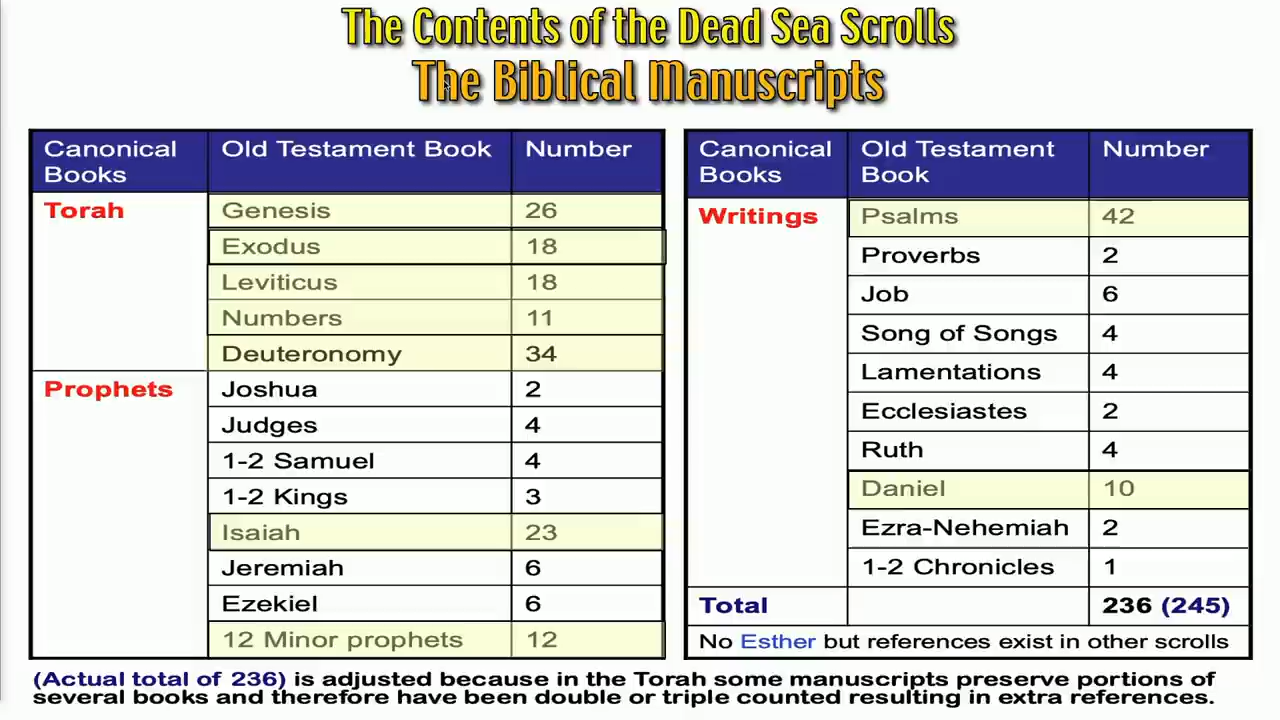 The Contents of the Dead Sea Scrolls
The Biblical Manuscripts
Canonical Books Old Testament Book Number
Torah Genesis 26
Exodus 18
Leviticus 18
Numbers 11
Deuteronomy 34
Prophets Joshua 2
Judges 4
1-2 Samuel 4
1-2 Kings 3
Isaiah 23
Jeremiah 6
Ezekiel 6
12 Minor prophets 12
Canonical Books Old Testament Book Number
Writings Psalms 42
Proverbs 2
Job 6
Song of Songs 4
Lamentations 4
Ecclesiastes 2
Ruth 4
Daniel 10
Ezra-Nehemiah 2
1-2 Chronicles 1
Total 236 (245)
No Esther but references exist in other scrolls
(Actual total of 236) is adjusted because in the Torah some manuscripts preserve portions of
several books and therefore have been double or triple counted resulting in extra references.